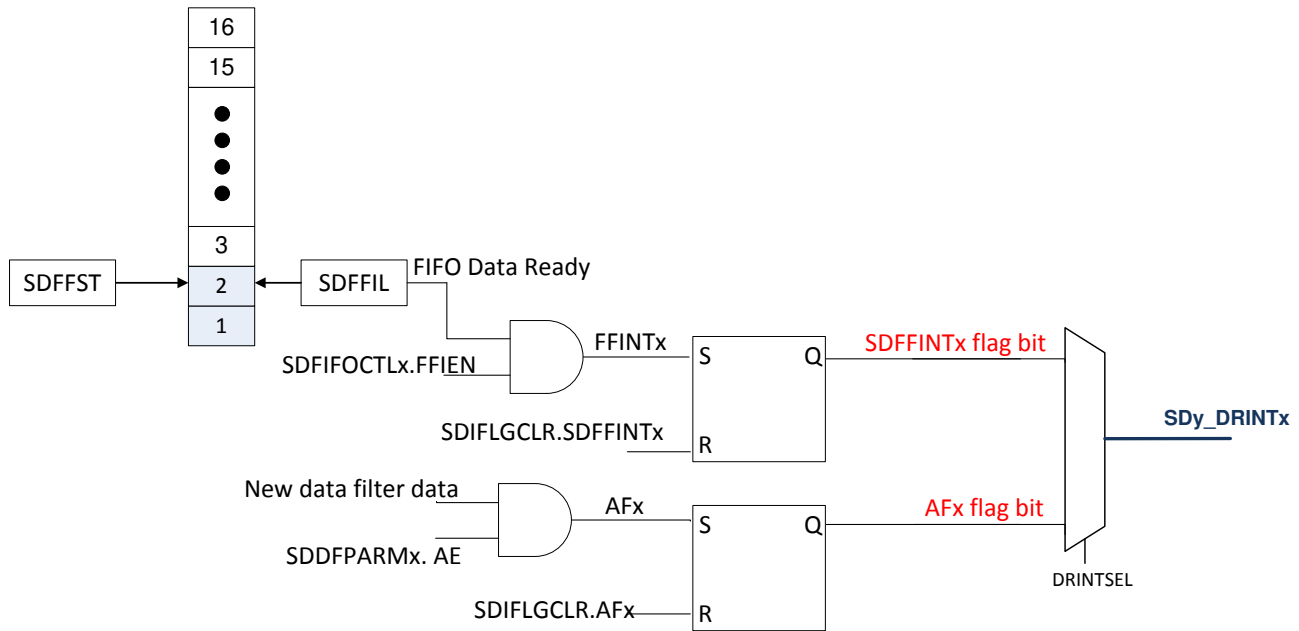 16
15
3
SDFFST
2
SDFFIL
FIFO Data Ready
1
SDFIFOCTLx.FFIEN
FFINTx
S
Q
SDFFINTx flag bit
SDIFLGCLR.SDFFINTx
R
SDy_DRINTx
New data filter data
SDDFPARMx. AE
AFx
S
Q
AFx flag bit
DRINTSEL
SDIFLGCLR.AFx
R